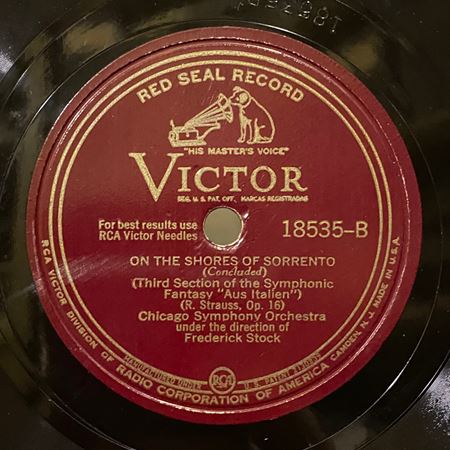 RED SEAL RECORD
"HIS MASTER'S VOICE"
VICTOR
REG. U.S. PAT. OFF. MARCAS REGISTRADAS
For best results use
RCA Victor Needles
18535-B
ON THE SHORES OF SORRENTO
(Concluded)
(Third Section of the Symphonic
Fantasy "Aus Italien")
(R. Strauss, Op. 16)
Chicago Symphony Orchestra
under the direction of
Frederick Stock
MANUFACTURED UNDER
RCA
U.S. PATENT
RCA VICTOR DIVISION OF RADIO CORPORATION OF AMERICA CAMDEN, N.J. MADE IN U.S.A.